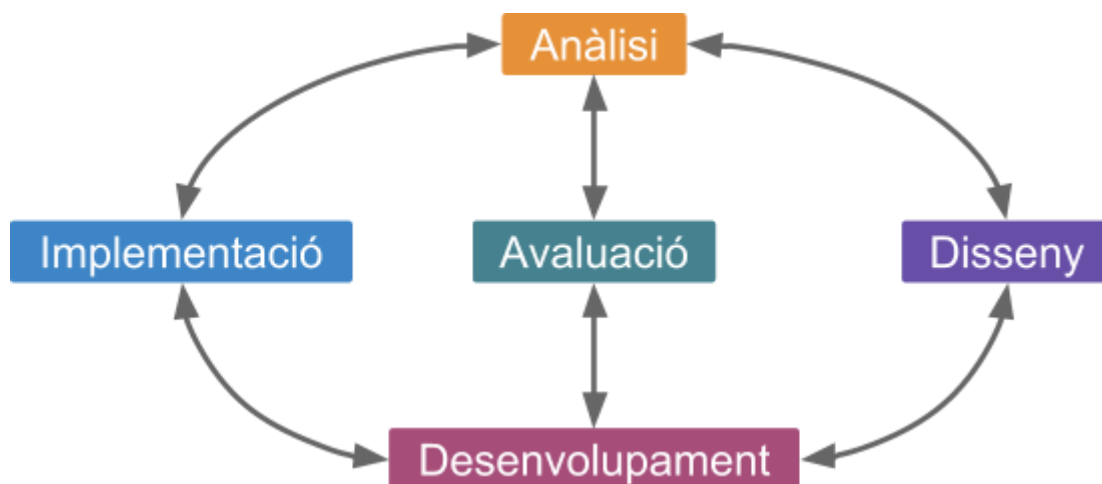 Anàlisi
Implementació
Avaluació
Disseny
Desenvolupament